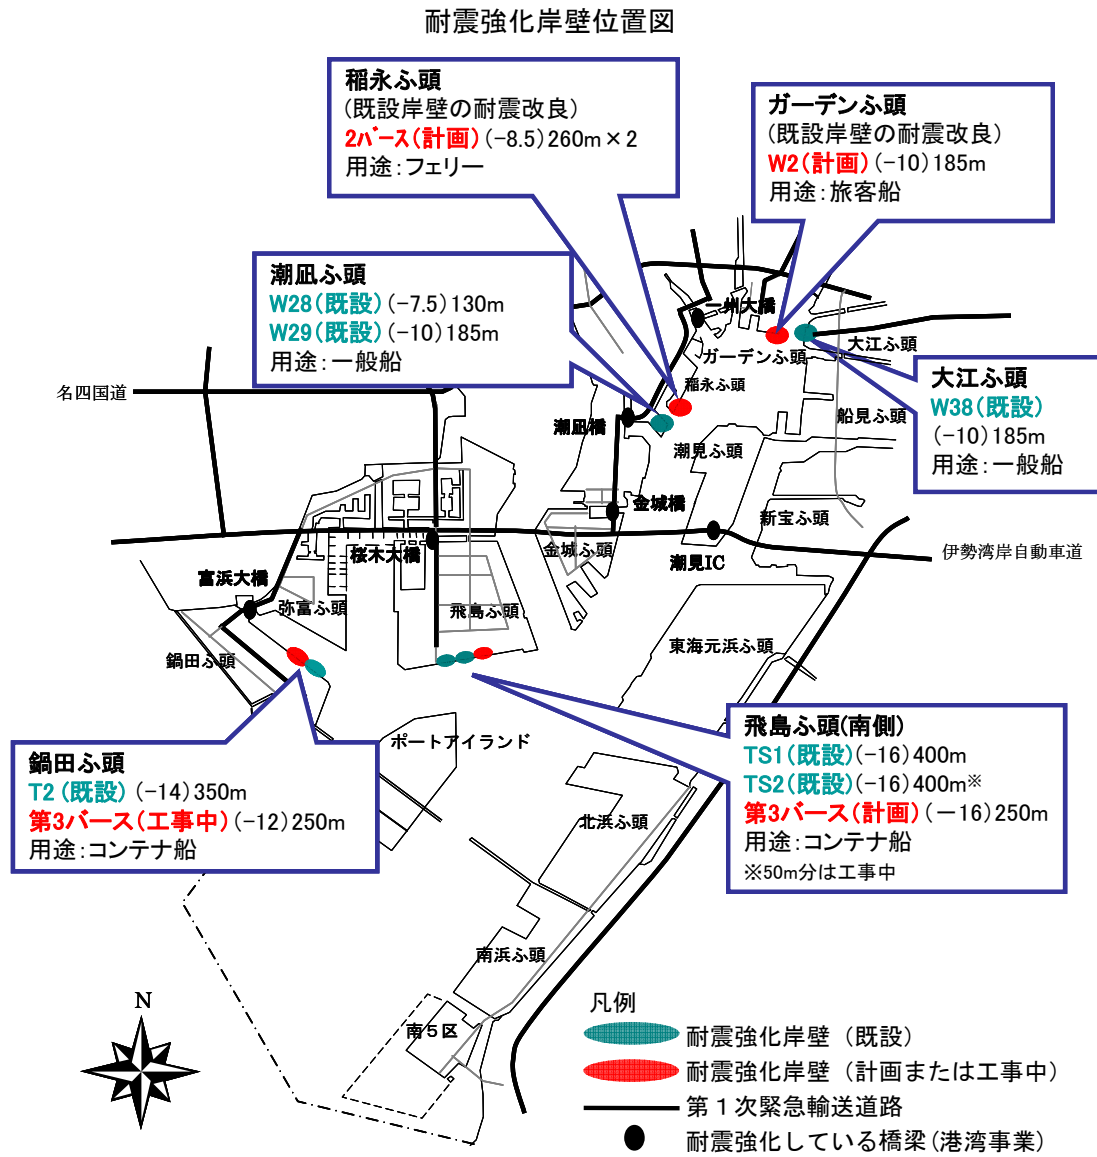 耐震強化岸壁位置図
稲永ふ頭
(既設岸壁の耐震改良)
2バース(計画)(-8.5)260m×2
用途:フェリー
ガーデンふ頭
(既設岸壁の耐震改良)
W2(計画)(-10)185m
用途:旅客船
潮凪ふ頭
W28(既設)(-7.5)130m
W29(既設)(-10)185m
用途:一般船
一州大橋
ガーデンふ頭
大江ふ頭
大江ふ頭
W38(既設)
(-10)185m
用途:一般船
名四国道
稲永ふ頭
船見ふ頭
潮凪橋
潮見ふ頭
金城橋
新宝ふ頭
桜木大橋
金城ふ頭
潮見IC
伊勢湾岸自動車道
富浜大橋
弥富ふ頭
飛島ふ頭
鍋田ふ頭
東海元浜ふ頭
ポートアイランド
鍋田ふ頭
T2(既設)(-14)350m
第3バース(工事中)(-12)250m
用途:コンテナ船
飛島ふ頭(南側)
TS1(既設)(-16)400m
TS2(既設)(-16)400m※
第3バース(計画)(-16)250m
用途:コンテナ船
※50m分は工事中
北浜ふ頭
南浜ふ頭
南5区
N
凡例
耐震強化岸壁(既設)
耐震強化岸壁(計画または工事中)
第1次緊急輸送道路
耐震強化している橋梁(港湾事業)